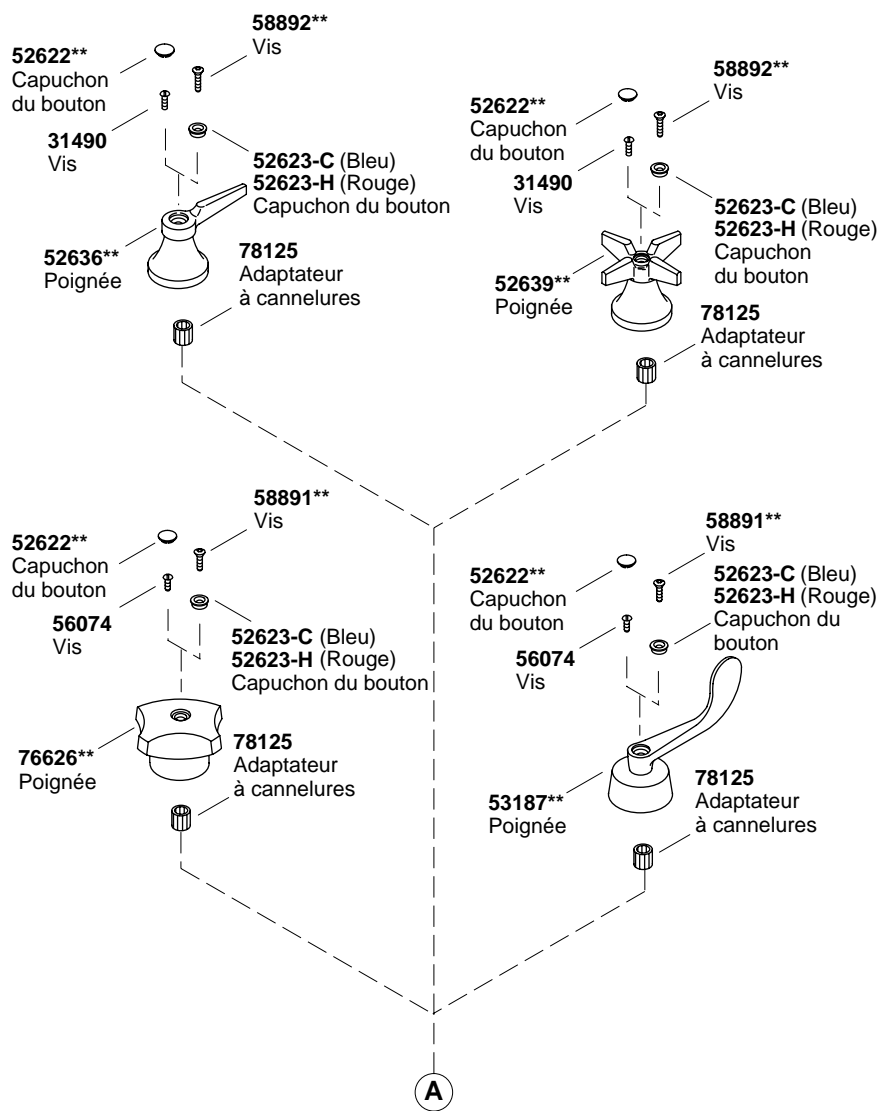 58892**
Vis
52622**
Capuchon
du bouton
31490
Vis
52623-C (Bleu)
52623-H (Rouge)
Capuchon du bouton
52636**
Poignée
78125
Adaptateur
à cannelures
58892**
Vis
52622**
Capuchon
du bouton
31490
Vis
52623-C (Bleu)
52623-H (Rouge)
Capuchon
du bouton
52639**
Poignée
78125
Adaptateur
à cannelures
58891**
Vis
52622**
Capuchon
du bouton
56074
Vis
52623-C (Bleu)
52623-H (Rouge)
Capuchon du bouton
76626**
Poignée
78125
Adaptateur
à cannelures
58891**
Vis
52622**
Capuchon
du bouton
52623-C (Bleu)
52623-H (Rouge)
Capuchon du
bouton
56074
Vis
53187**
Poignée
78125
Adaptateur
à cannelures
A